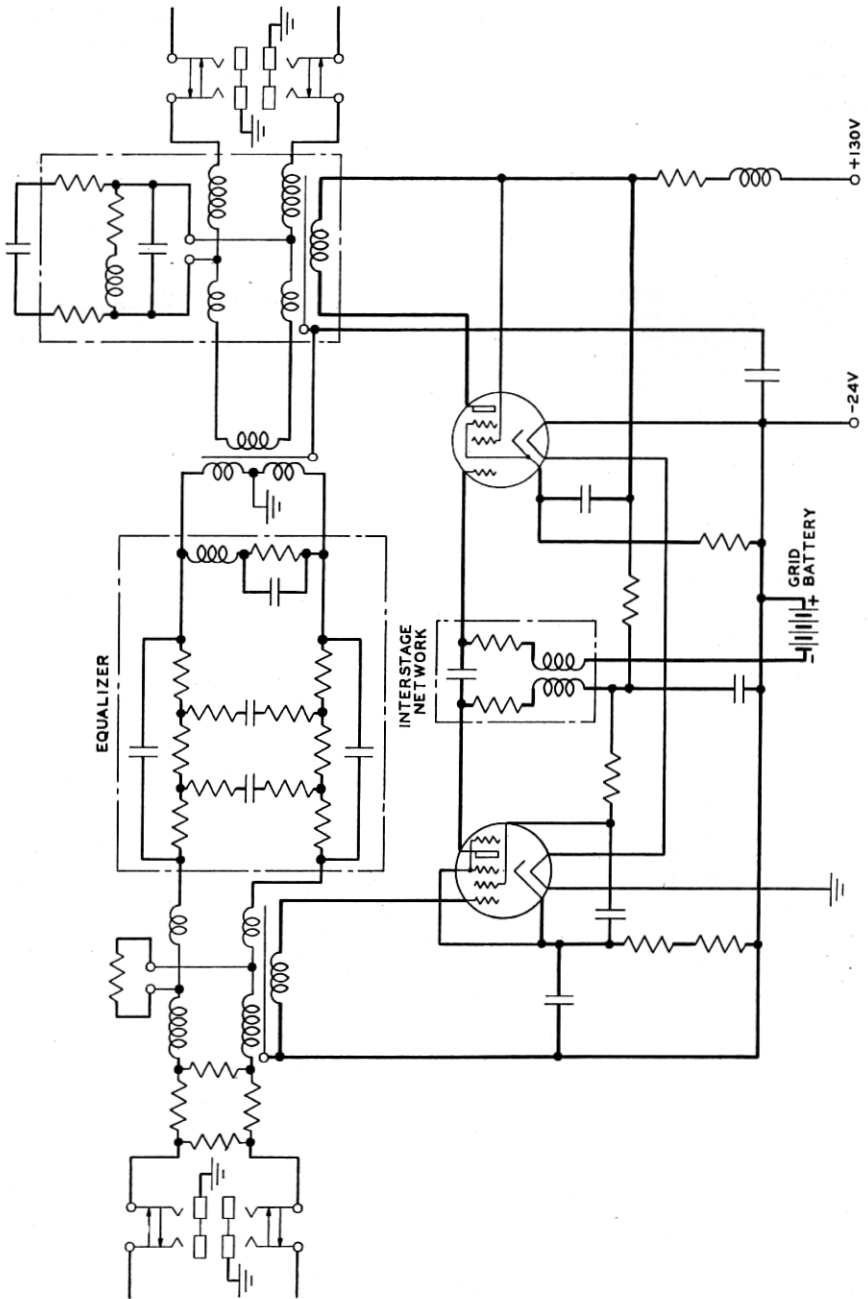 EQUALIZER
INTERSTAGE
NETWORK
GRID
BATTERY
- +
-24V
+130V